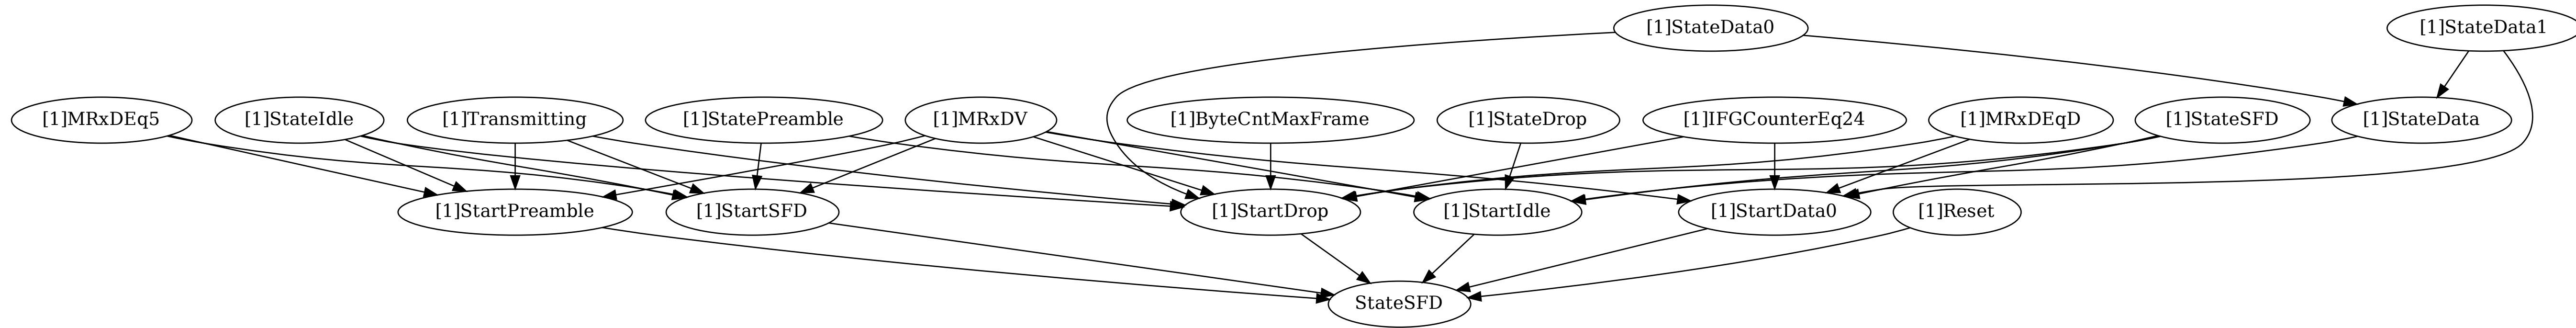 [1]StateData0
[1]StateData1
[1]MRxDEq5
[1]StateIdle
[1]Transmitting
[1]StatePreamble
[1]MRxDV
[1]ByteCntMaxFrame
[1]StateDrop
[1]IFGCounterEq24
[1]MRxDEqD
[1]StateSFD
[1]StateData
[1]StartPreamble
[1]StartSFD
[1]StartDrop
[1]StartIdle
[1]StartData0
[1]Reset
StateSFD